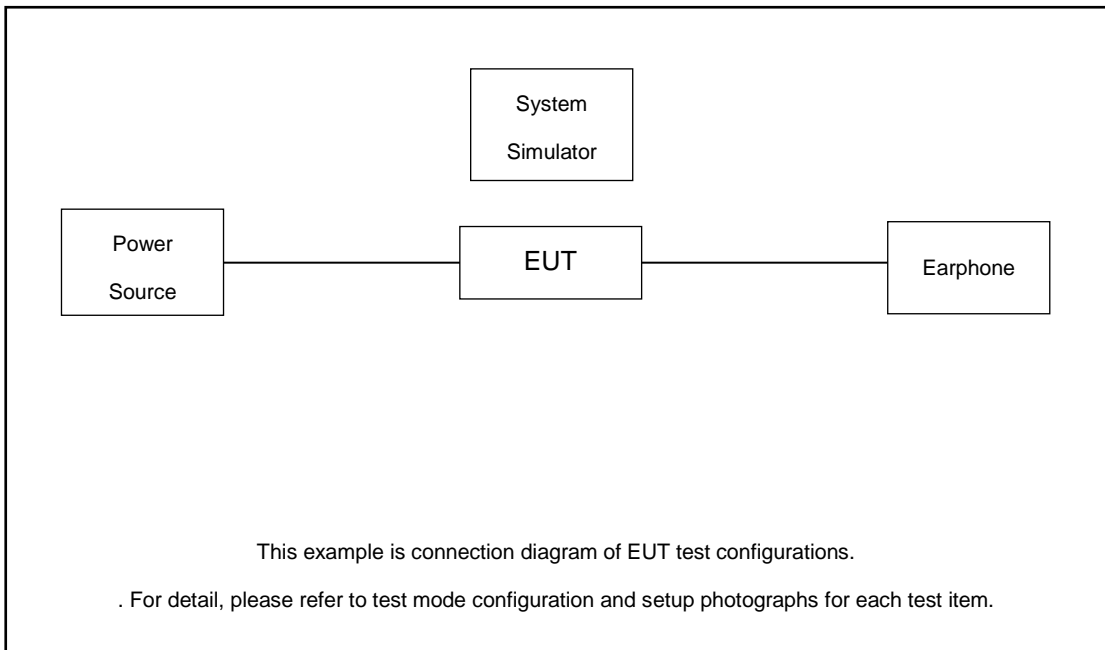 System
Simulator
Power
Source
EUT
Earphone
This example is connection diagram of EUT test configurations.
. For detail, please refer to test mode configuration and setup photographs for each test item.